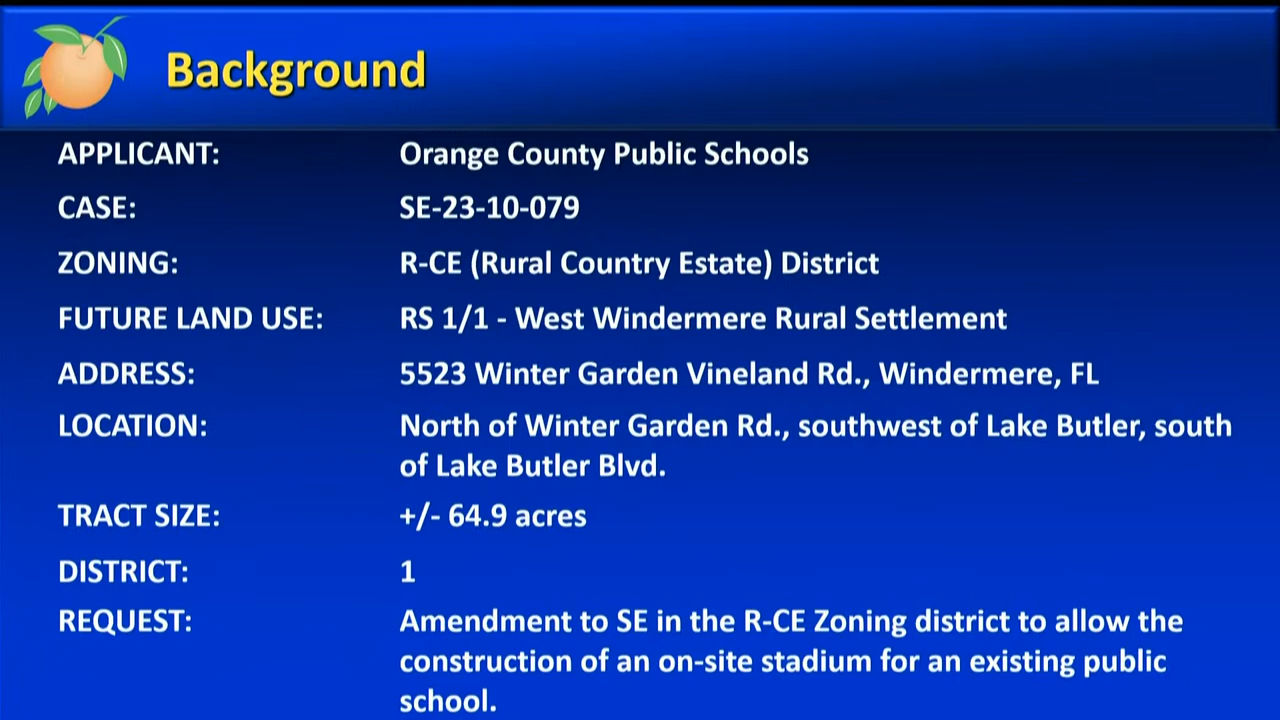 Background
APPLICANT: Orange County Public Schools
CASE: SE-23-10-079
ZONING: R-CE (Rural Country Estate) District
FUTURE LAND USE: RS 1/1 - West Windermere Rural Settlement
ADDRESS: 5523 Winter Garden Vineland Rd., Windermere, FL
LOCATION: North of Winter Garden Rd., southwest of Lake Butler, south
of Lake Butler Blvd.
TRACT SIZE: +/- 64.9 acres
DISTRICT: 1
REQUEST: Amendment to SE in the R-CE Zoning district to allow the
construction of an on-site stadium for an existing public
school.